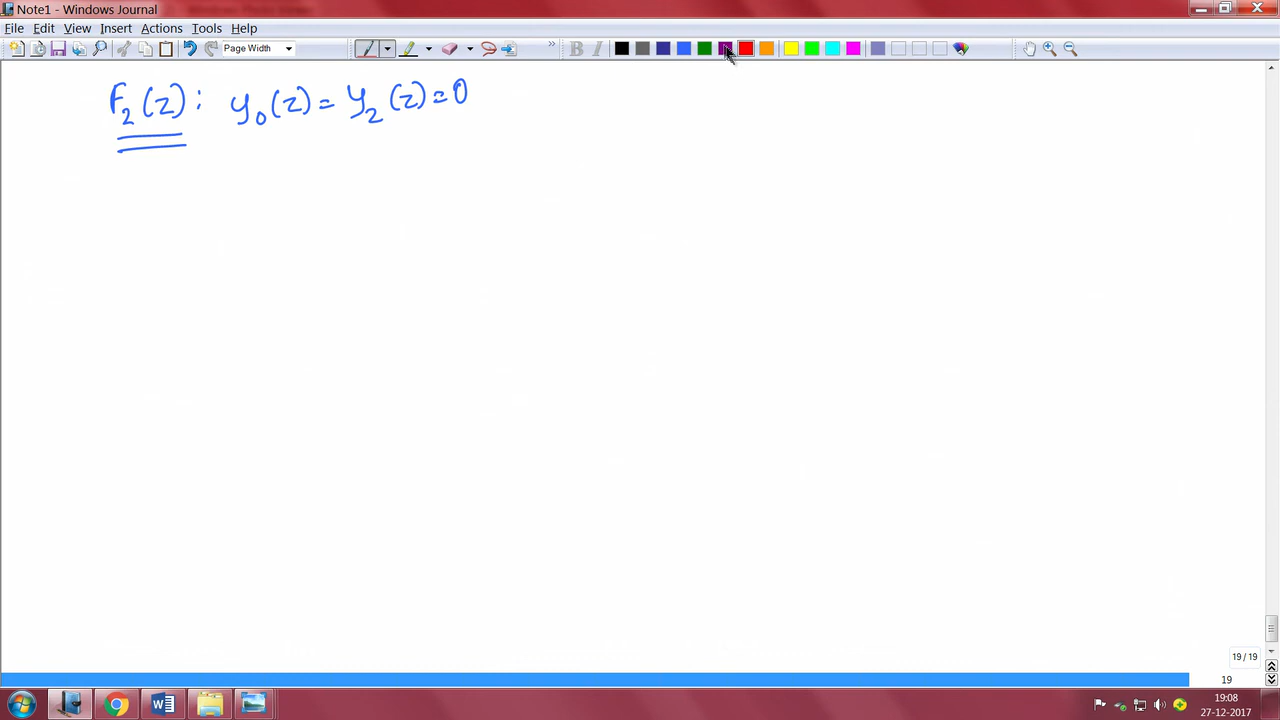 Note1 - Windows Journal
File Edit View Insert Actions Tools Help
Page Width
F₂(z) : y₀(z) = y₂(z) = 0
19 / 19
19
19:08
27-12-2017